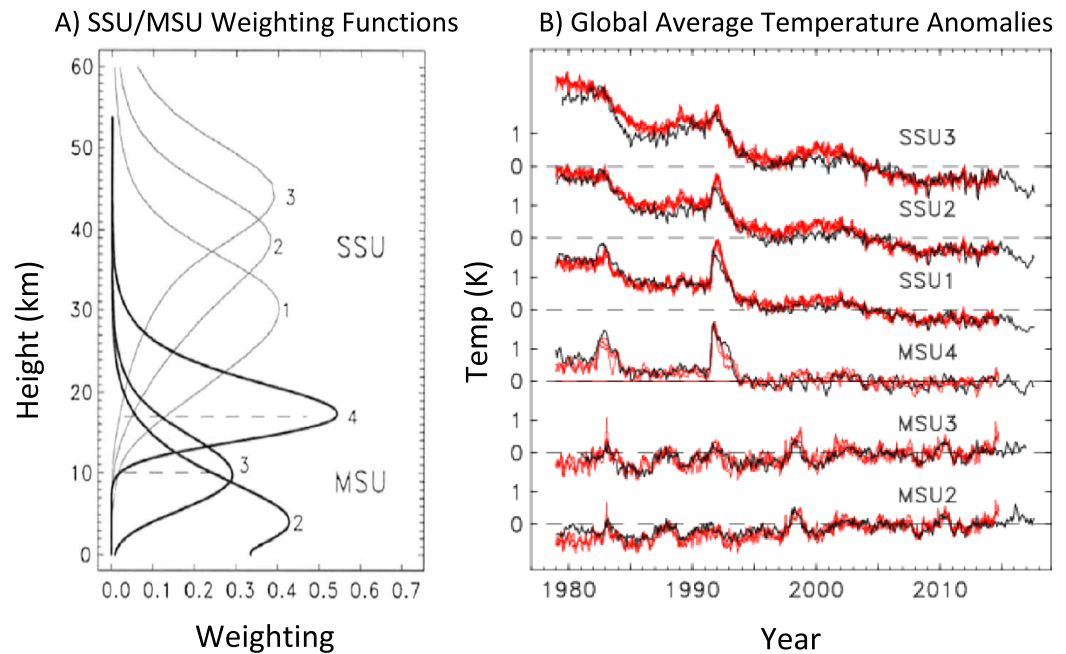 A) SSU/MSU Weighting Functions
60
50
40
30
20
10
0
Height (km)
3
2
1
SSU
4
3
MSU
2
0.0 0.1 0.2 0.3 0.4 0.5 0.6 0.7
Weighting
B) Global Average Temperature Anomalies
Temp (K)
1
SSU3
0
1
SSU2
0
1
SSU1
0
1
MSU4
0
1
MSU3
0
1
MSU2
0
1980 1990 2000 2010
Year